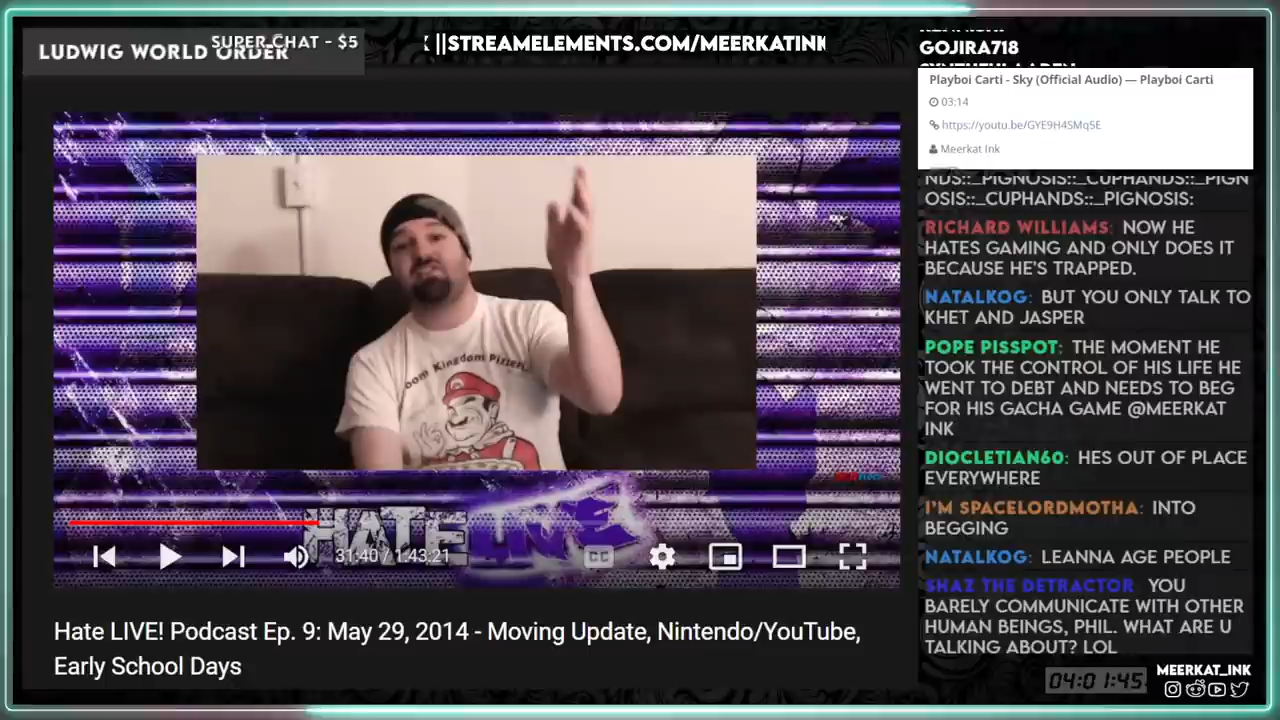 LUDWIG WORLD ORDER
SUPER CHAT - $5
||STREAMELEMENTS.COM/MEERKATINK
GOJIRA718
Playboi Carti - Sky (Official Audio) — Playboi Carti
03:14
https://youtu.be/GYE9H4SMq5E
Meerkat Ink
NDS::_PIGNOSIS::_CUPHANDS::_PIGN
OSIS::_CUPHANDS::_PIGNOSIS:
RICHARD WILLIAMS: NOW HE
HATES GAMING AND ONLY DOES IT
BECAUSE HE'S TRAPPED.
NATALKOG: BUT YOU ONLY TALK TO
KHET AND JASPER
POPE PISSPOT: THE MOMENT HE
TOOK THE CONTROL OF HIS LIFE HE
WENT TO DEBT AND NEEDS TO BEG
FOR HIS GACHA GAME @MEERKAT
INK
DIOCLETIAN60: HES OUT OF PLACE
EVERYWHERE
I'M SPACELORDMOTHA: INTO
BEGGING
NATALKOG: LEANNA AGE PEOPLE
SHAZ THE DETRACTOR: YOU
BARELY COMMUNICATE WITH OTHER
HUMAN BEINGS, PHIL. WHAT ARE U
TALKING ABOUT? LOL
oom Kingdom Pizzeri
HATE LIVE
31:40 / 1:43:21
CC
Hate LIVE! Podcast Ep. 9: May 29, 2014 - Moving Update, Nintendo/YouTube,
Early School Days
04:01:45
MEERKAT_INK